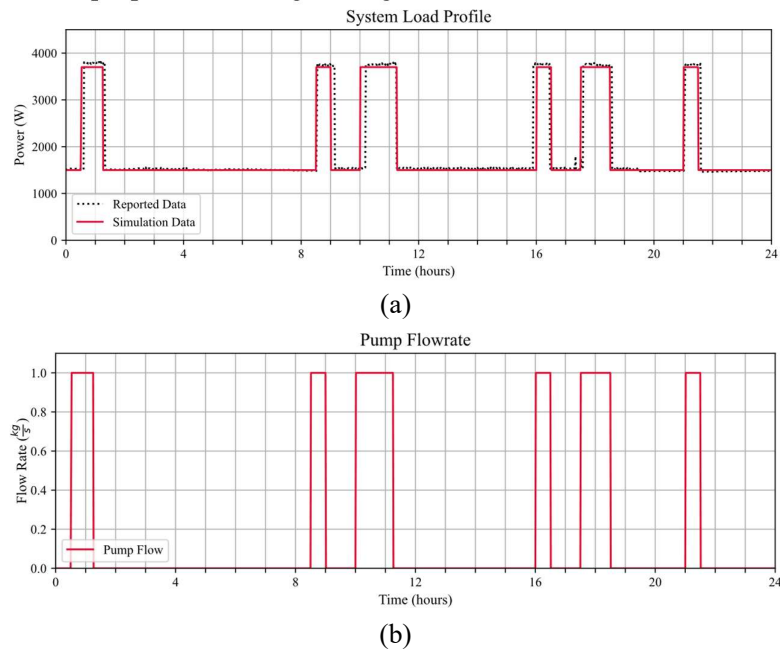 System Load Profile
4000
3000
2000
1000
0
Power (W)
Reported Data
Simulation Data
0 4 8 12 16 20 24
Time (hours)
(a)
Pump Flowrate
1.0
0.8
0.6
0.4
0.2
0.0
Flow Rate (kg/s)
Pump Flow
0 4 8 12 16 20 24
Time (hours)
(b)